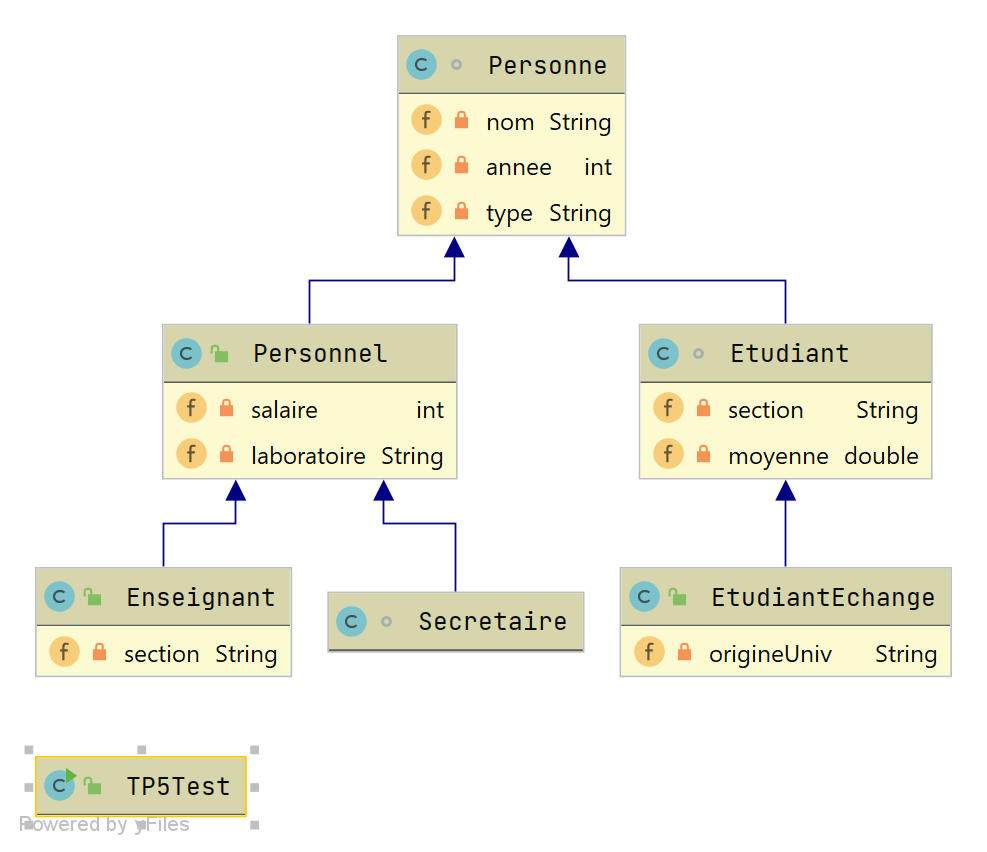 C Personne
f nom String
f annee int
f type String
C Personnel
f salaire int
f laboratoire String
C Etudiant
f section String
f moyenne double
C Enseignant
f section String
C Secretaire
C EtudiantEchange
f origineUniv String
C TP5Test
Powered by yFiles